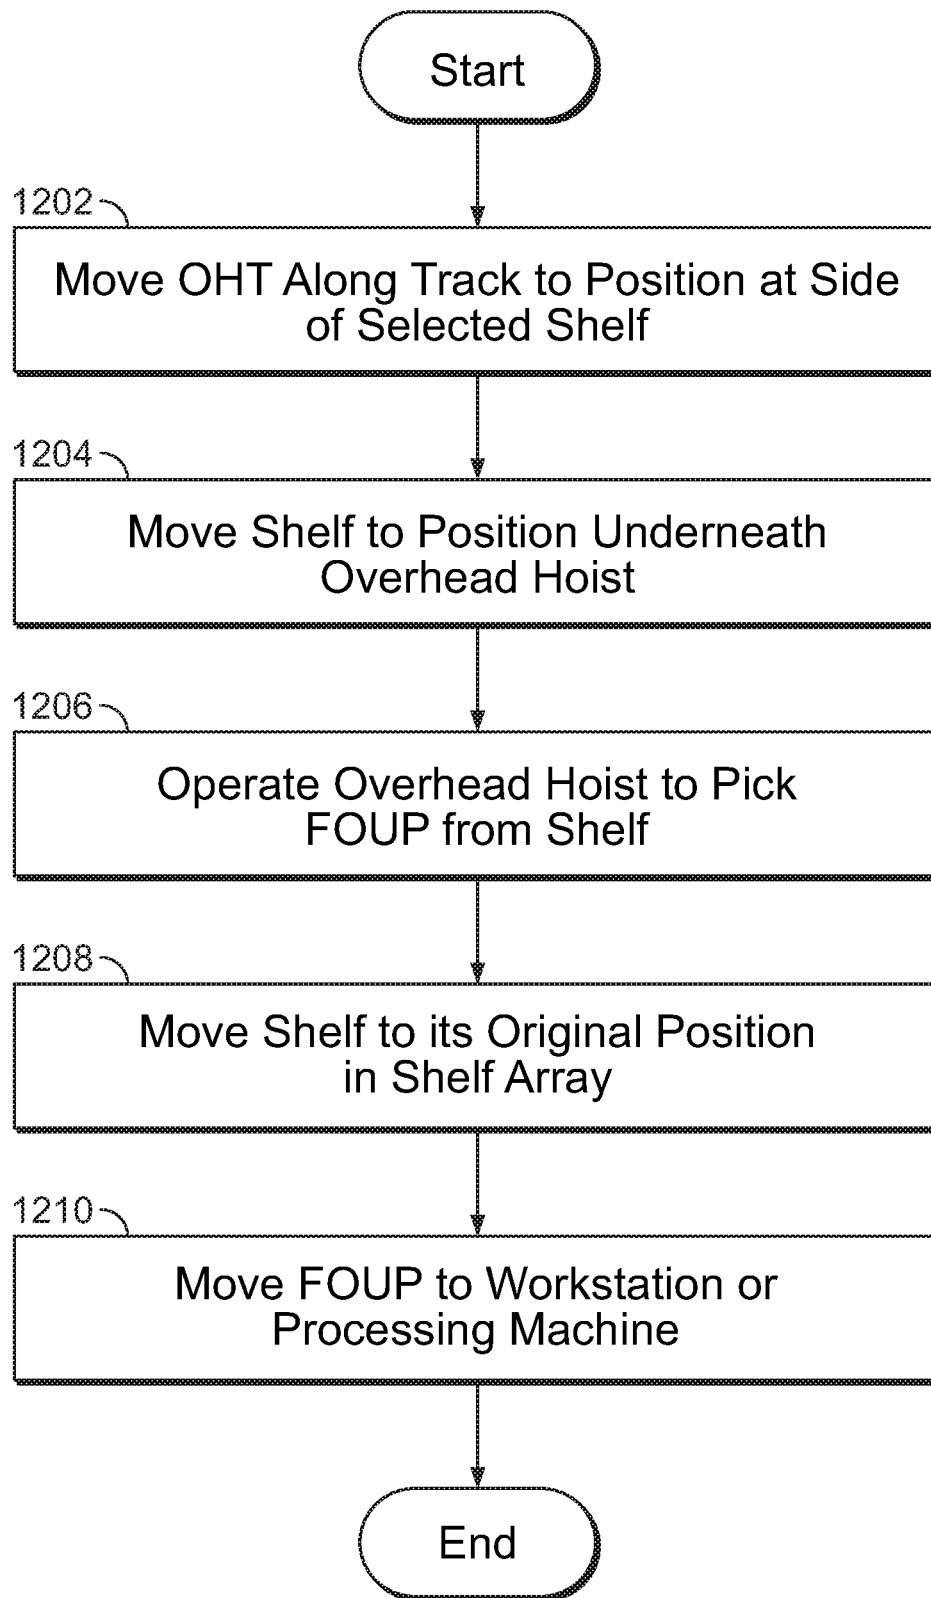 Start
1202
Move OHT Along Track to Position at Side
of Selected Shelf
1204
Move Shelf to Position Underneath
Overhead Hoist
1206
Operate Overhead Hoist to Pick
FOUP from Shelf
1208
Move Shelf to its Original Position
in Shelf Array
1210
Move FOUP to Workstation or
Processing Machine
End